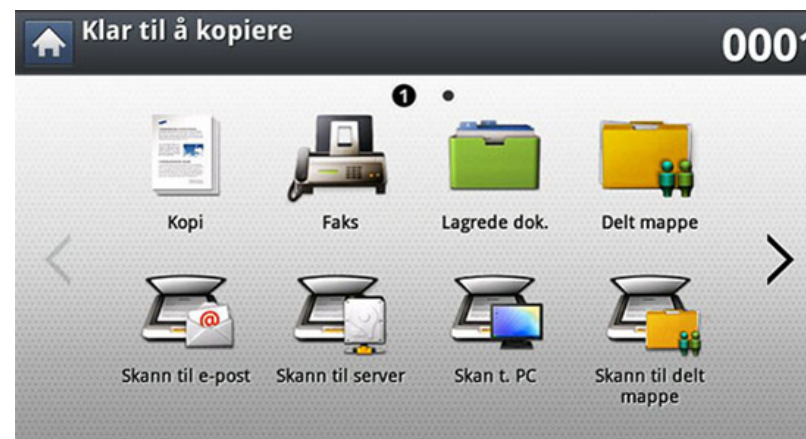 Klar til å kopiere
0001
1
Kopi
Faks
Lagrede dok.
Delt mappe
Skann til e-post
Skann til server
Skan t. PC
Skann til delt
mappe